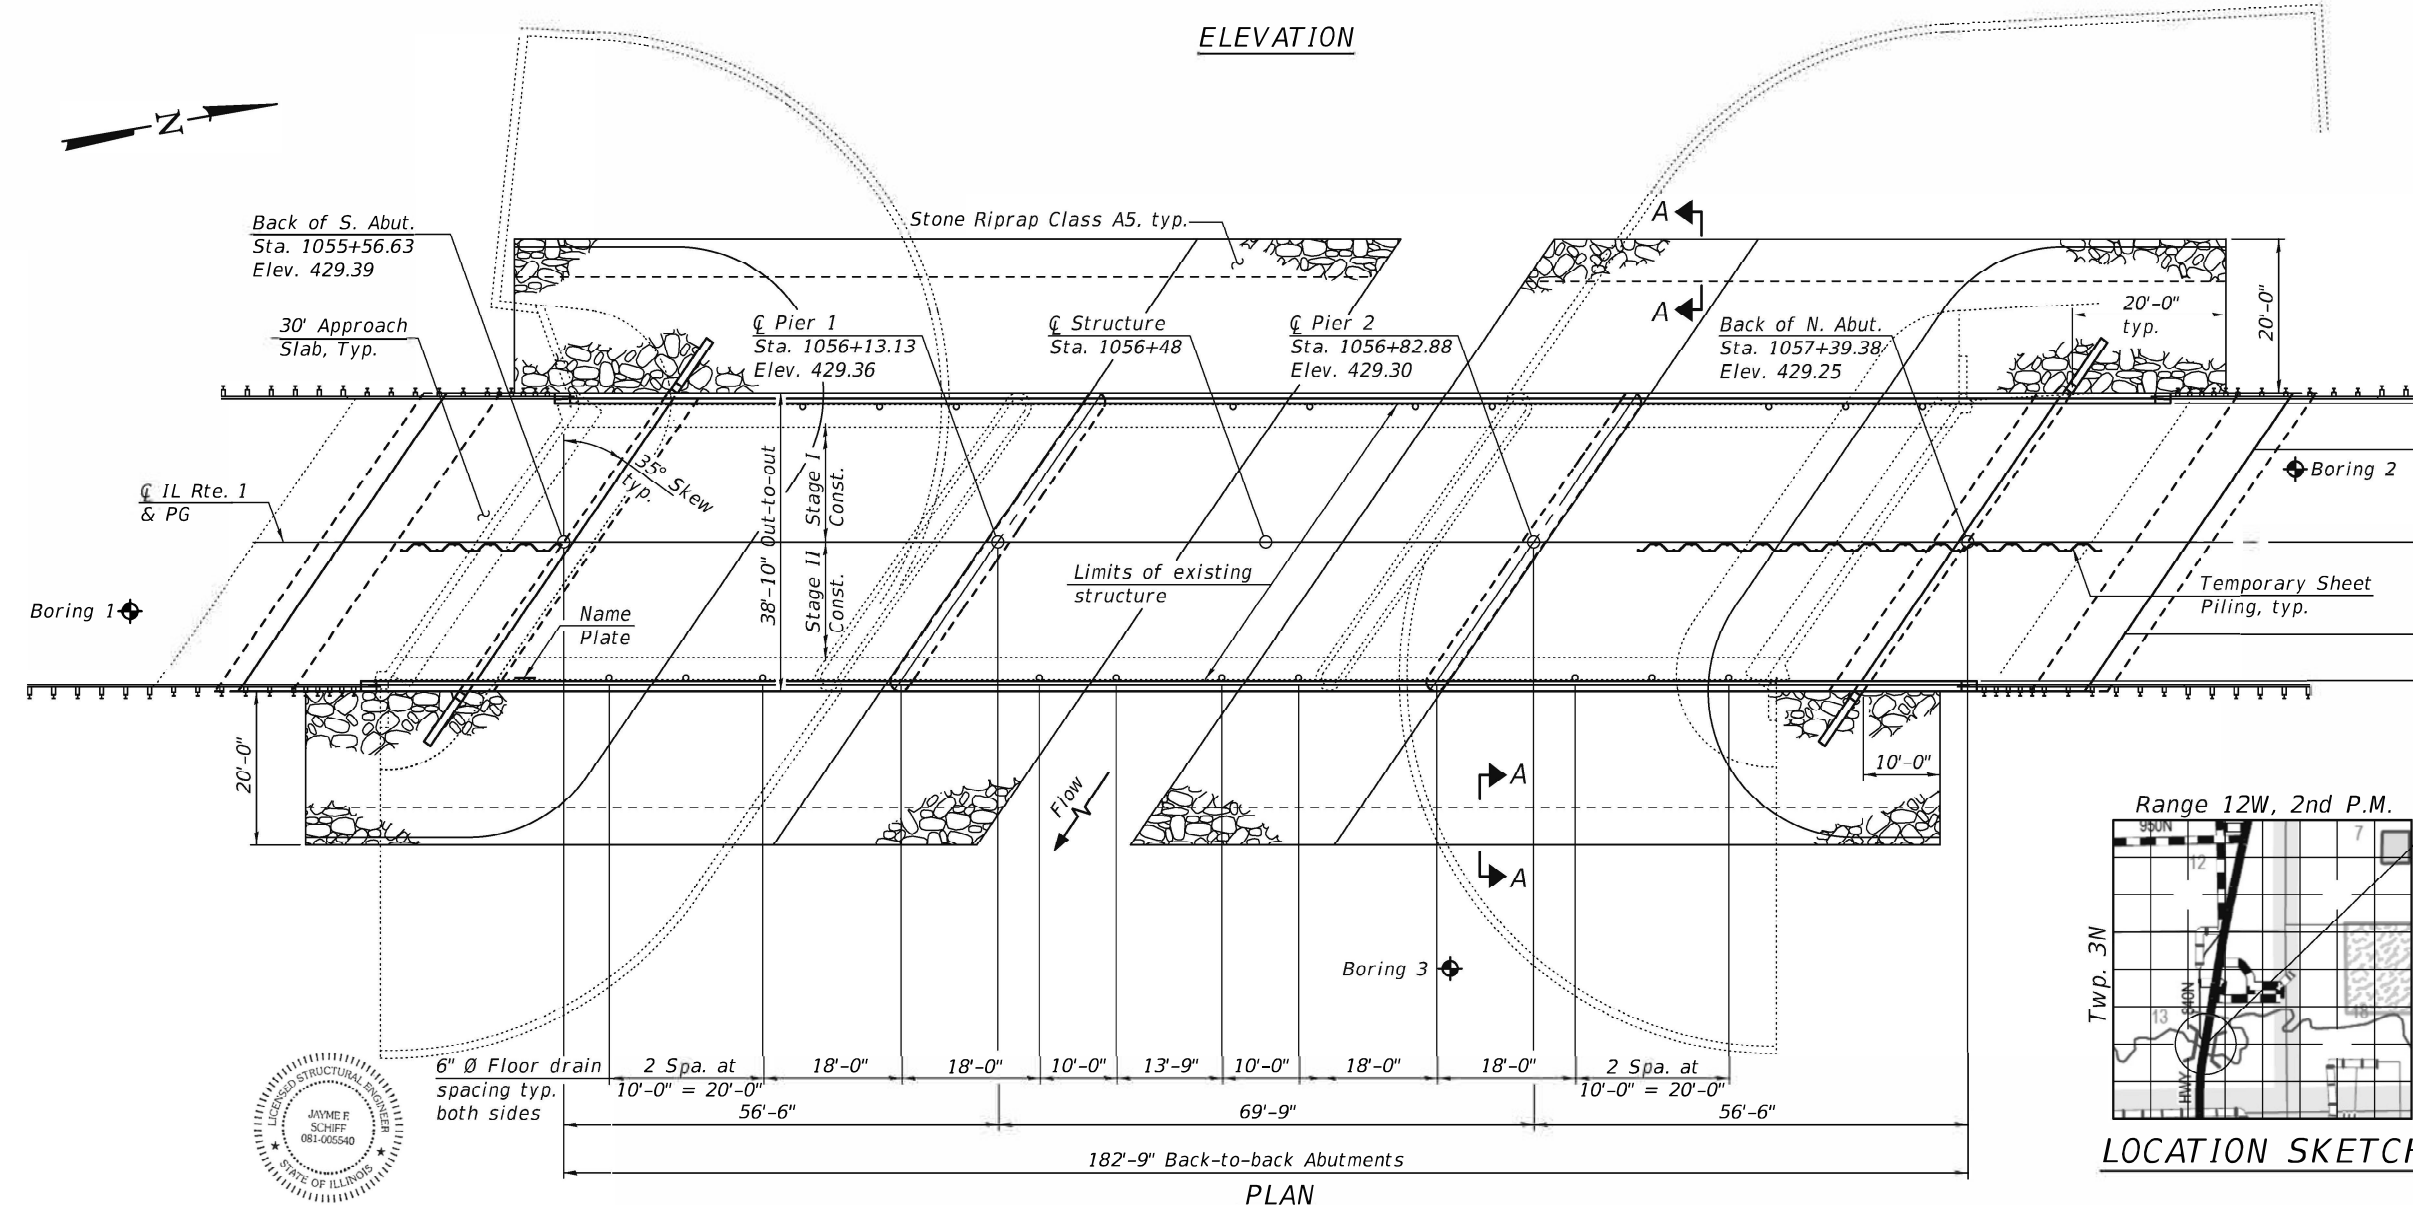 ELEVATION
N
Back of S. Abut.
Sta. 1055+56.63
Elev. 429.39
Stone Riprap Class A5, typ.
A
A
30' Approach
Slab, Typ.
℄ Pier 1
Sta. 1056+13.13
Elev. 429.36
℄ Structure
Sta. 1056+48
℄ Pier 2
Sta. 1056+82.88
Elev. 429.30
Back of N. Abut.
Sta. 1057+39.38
Elev. 429.25
20'-0"
typ.
20'-0"
35° Skew
typ.
38'-10" Out-to-out
Stage I
Const.
Stage II
Const.
℄ IL Rte. 1
& PG
Boring 2
Limits of existing
structure
Temporary Sheet
Piling, typ.
Boring 1
Name
Plate
20'-0"
Flow
A
A
10'-0"
Boring 3
6" Ø Floor drain
spacing typ.
both sides
2 Spa. at
10'-0" = 20'-0"
18'-0"
18'-0"
10'-0"
13'-9"
10'-0"
18'-0"
18'-0"
2 Spa. at
10'-0" = 20'-0"
56'-6"
69'-9"
56'-6"
182'-9" Back-to-back Abutments
PLAN
LICENSED STRUCTURAL ENGINEER
JAYME F.
SCHIFF
081-005540
STATE OF ILLINOIS
Range 12W, 2nd P.M.
Twp. 3N
950N
7
12
840N
13
18
HWY
LOCATION SKETCH